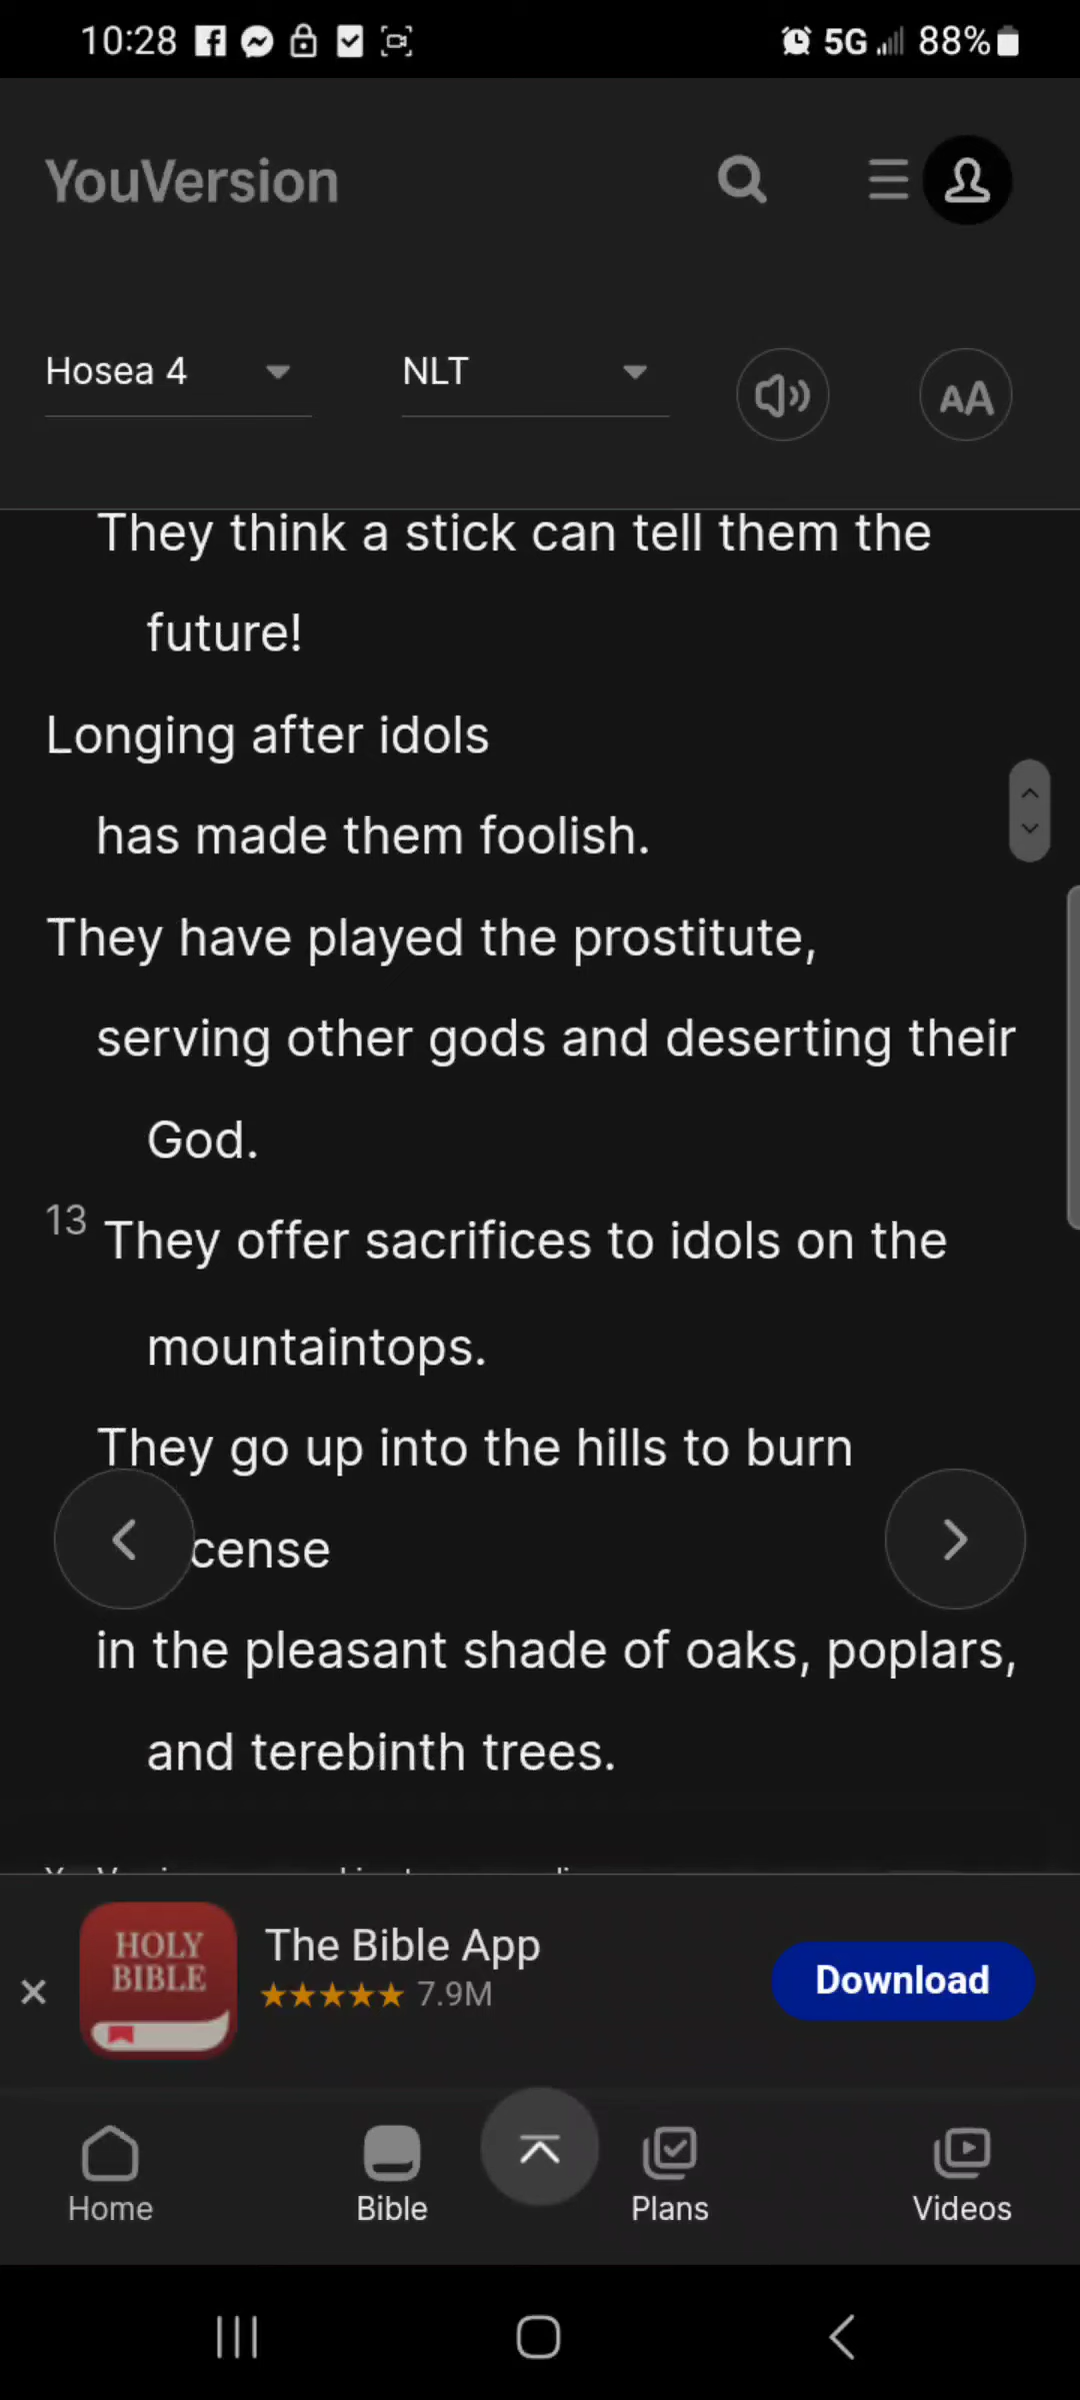 10:28 5G 88%
YouVersion
Hosea 4 NLT AA
They think a stick can tell them the
future!
Longing after idols
has made them foolish.
They have played the prostitute,
serving other gods and deserting their
God.
13 They offer sacrifices to idols on the
mountaintops.
They go up into the hills to burn
cense
in the pleasant shade of oaks, poplars,
and terebinth trees.
HOLY
BIBLE
The Bible App
7.9M
Download
Home Bible Plans Videos